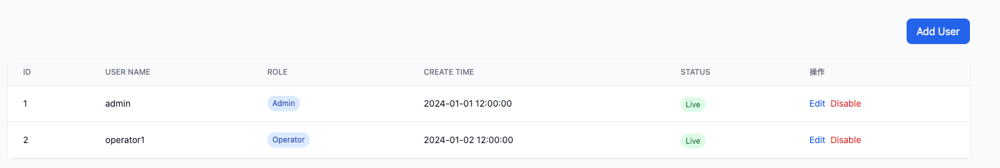 Add User
ID USER NAME ROLE CREATE TIME STATUS 操作
1 admin Admin 2024-01-01 12:00:00 Live Edit Disable
2 operator1 Operator 2024-01-02 12:00:00 Live Edit Disable